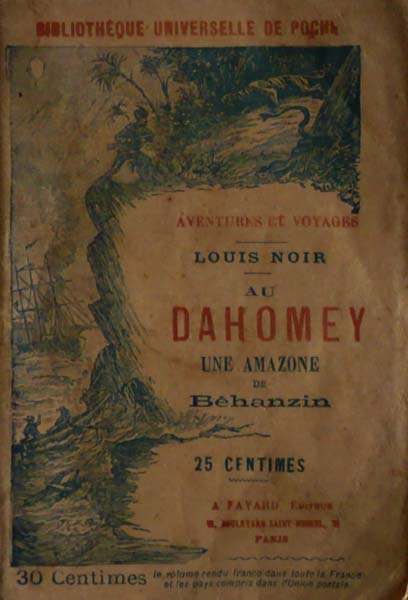 BIBLIOTHÈQUE UNIVERSELLE DE POCHE
AVENTURES ET VOYAGES
LOUIS NOIR
AU
DAHOMEY
UNE AMAZONE
DE
Béhanzin
25 CENTIMES
A FAYARD ÉDITEUR
BOULEVARD SAINT-MICHEL
PARIS
30 Centimes le volume rendu franco dans toute la France
et les pays compris dans l'Union postale.